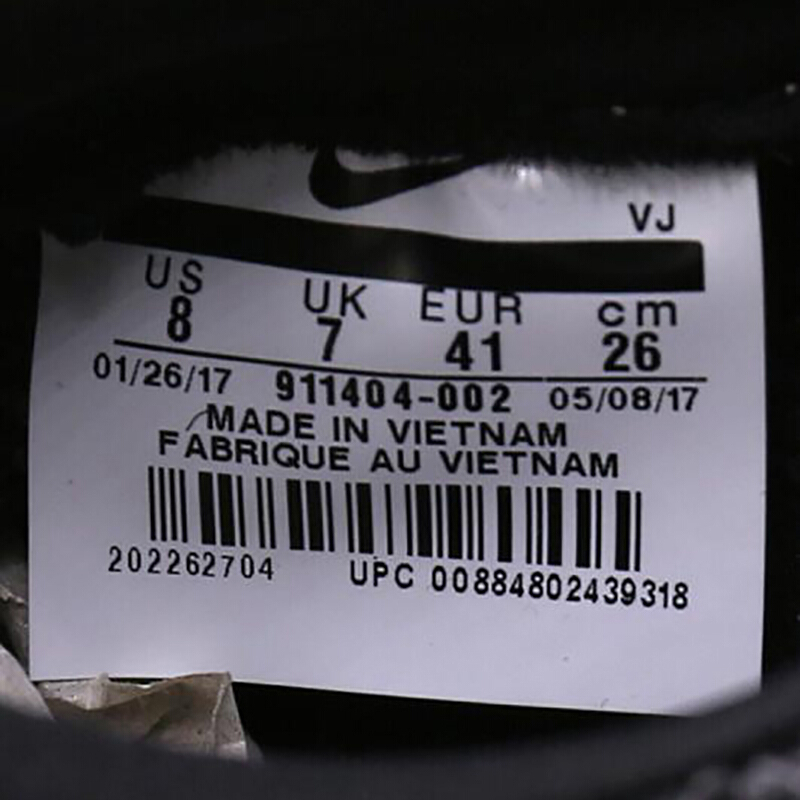 VJ
US UK EUR cm
8 7 41 26
01/26/17 911404-002 05/08/17
MADE IN VIETNAM
FABRIQUE AU VIETNAM
202262704 UPC 00884802439318